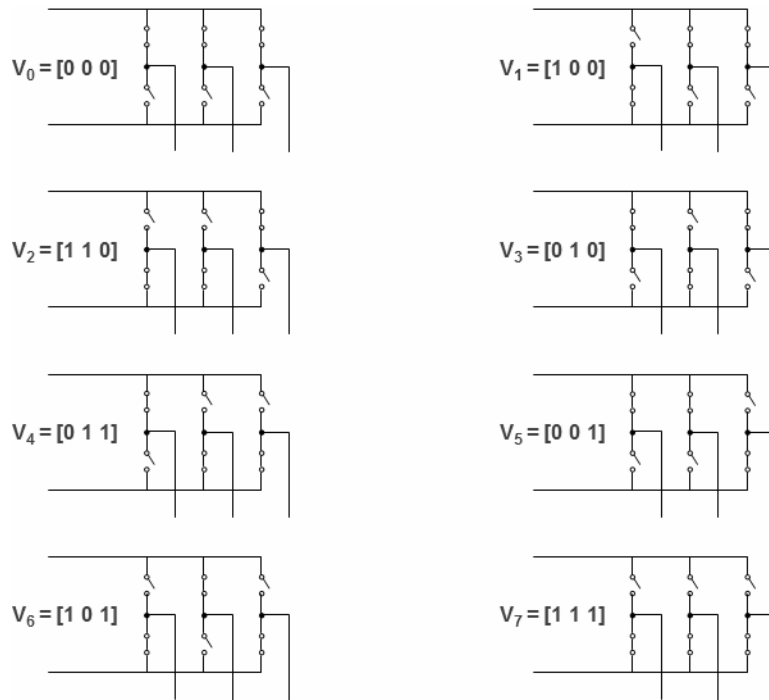 V₀ = [0 0 0]
V₁ = [1 0 0]
V₂ = [1 1 0]
V₃ = [0 1 0]
V₄ = [0 1 1]
V₅ = [0 0 1]
V₆ = [1 0 1]
V₇ = [1 1 1]